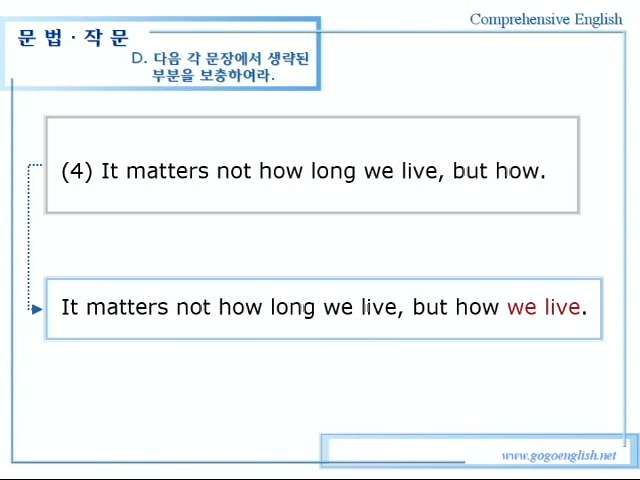 Comprehensive English
문 법 · 작 문
D. 다음 각 문장에서 생략된
부분을 보충하여라.
(4) It matters not how long we live, but how.
It matters not how long we live, but how we live.
www.gogoenglish.net